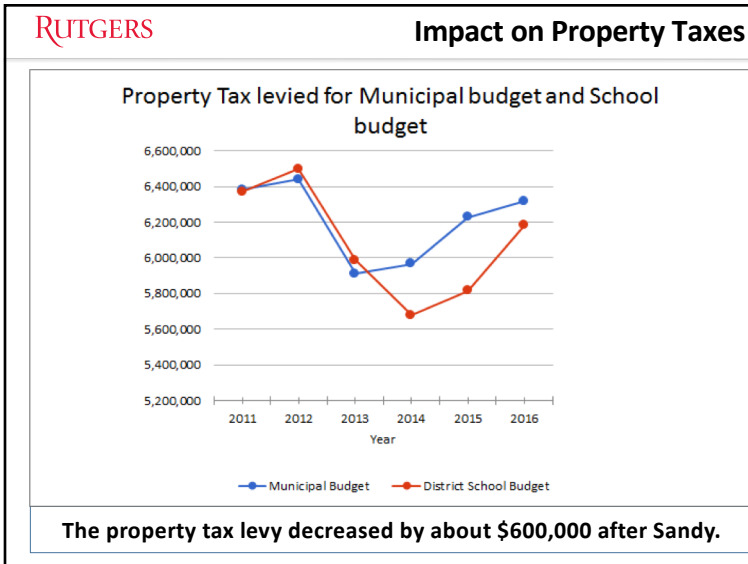 RUTGERS
Impact on Property Taxes
Property Tax levied for Municipal budget and School
budget
6,600,000
6,400,000
6,200,000
6,000,000
5,800,000
5,600,000
5,400,000
5,200,000
2011 2012 2013 2014 2015 2016
Year
Municipal Budget District School Budget
The property tax levy decreased by about $600,000 after Sandy.